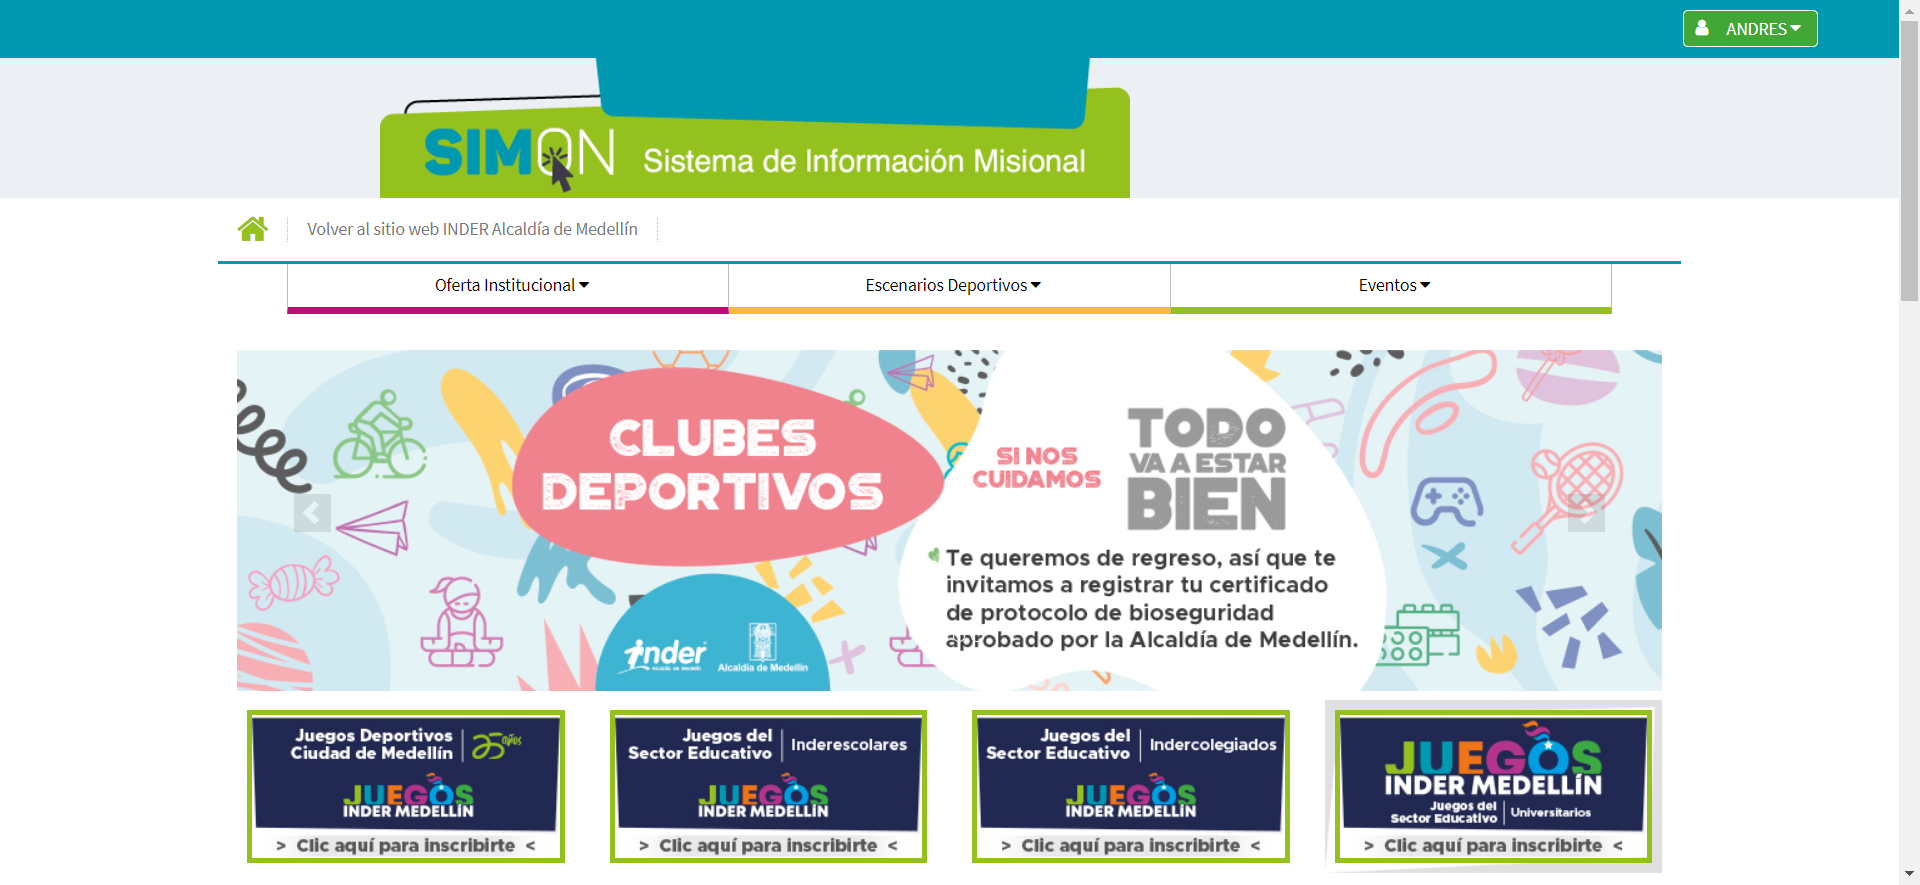 ANDRES
SIMON Sistema de Información Misional
Volver al sitio web INDER Alcaldía de Medellín
Oferta Institucional
Escenarios Deportivos
Eventos
CLUBES
DEPORTIVOS
SI NOS
CUIDAMOS
TODO
VA A ESTAR
BIEN
Te queremos de regreso, así que te
invitamos a registrar tu certificado
de protocolo de bioseguridad
aprobado por la Alcaldía de Medellín.
inder
Alcaldía de Medellín
Alcaldía de Medellín
Juegos Deportivos
Ciudad de Medellín
25 años
JUEGOS
INDER MEDELLÍN
> Clic aquí para inscribirte <
Juegos del
Sector Educativo
Inderescolares
JUEGOS
INDER MEDELLÍN
> Clic aquí para inscribirte <
Juegos del
Sector Educativo
Indercolegiados
JUEGOS
INDER MEDELLÍN
> Clic aquí para inscribirte <
JUEGOS
INDER MEDELLÍN
Juegos del
Sector Educativo
Universitarios
> Clic aquí para inscribirte <